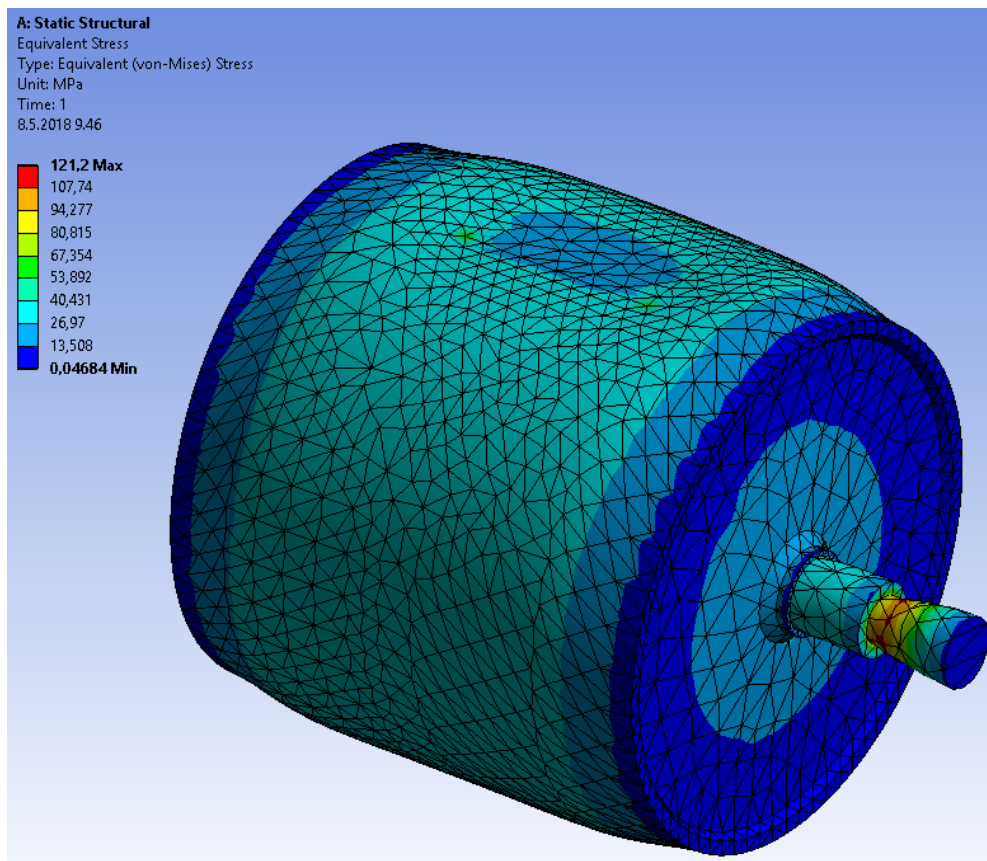 A: Static Structural
Equivalent Stress
Type: Equivalent (von-Mises) Stress
Unit: MPa
Time: 1
8.5.2018 9.46
121,2 Max
107,74
94,277
80,815
67,354
53,892
40,431
26,97
13,508
0,04684 Min